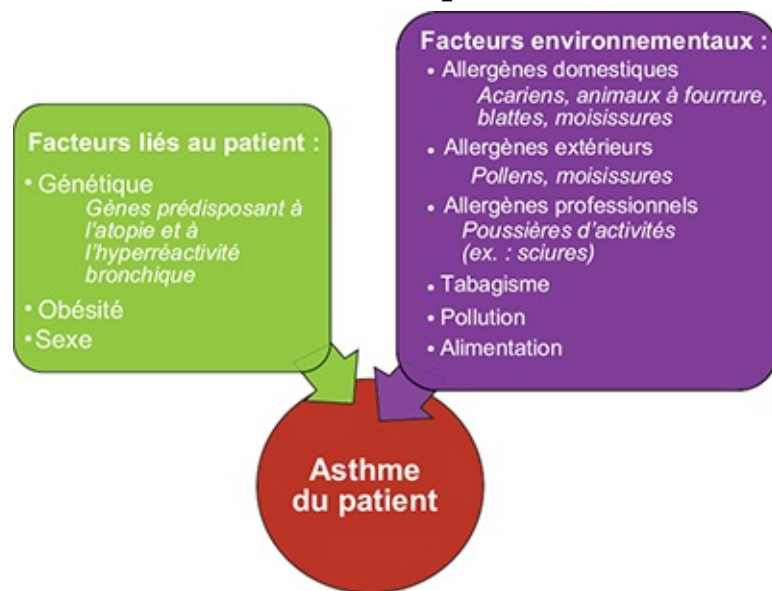 Facteurs liés au patient :
• Génétique
Gènes prédisposant à
l'atopie et à
l'hyperréactivité
bronchique
• Obésité
• Sexe
Facteurs environnementaux :
• Allergènes domestiques
Acariens, animaux à fourrure,
blattes, moisissures
• Allergènes extérieurs
Pollens, moisissures
• Allergènes professionnels
Poussières d'activités
(ex. : sciures)
• Tabagisme
• Pollution
• Alimentation
Asthme
du patient